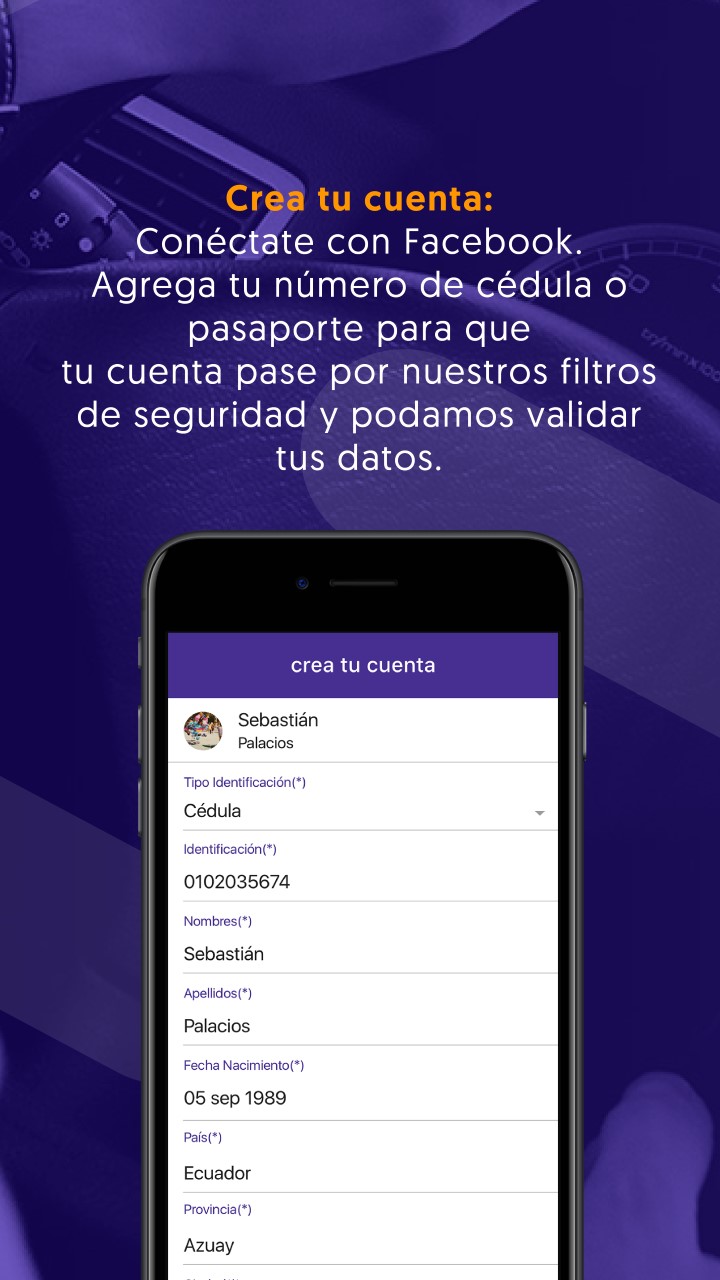 Crea tu cuenta:
Conéctate con Facebook.
Agrega tu número de cédula o
pasaporte para que
tu cuenta pase por nuestros filtros
de seguridad y podamos validar
tus datos.
20
crea tu cuenta
Sebastián
Palacios
Tipo Identificación(*)
Cédula
Identificación(*)
0102035674
Nombres(*)
Sebastián
Apellidos(*)
Palacios
Fecha Nacimiento(*)
05 sep 1989
País(*)
Ecuador
Provincia(*)
Azuay